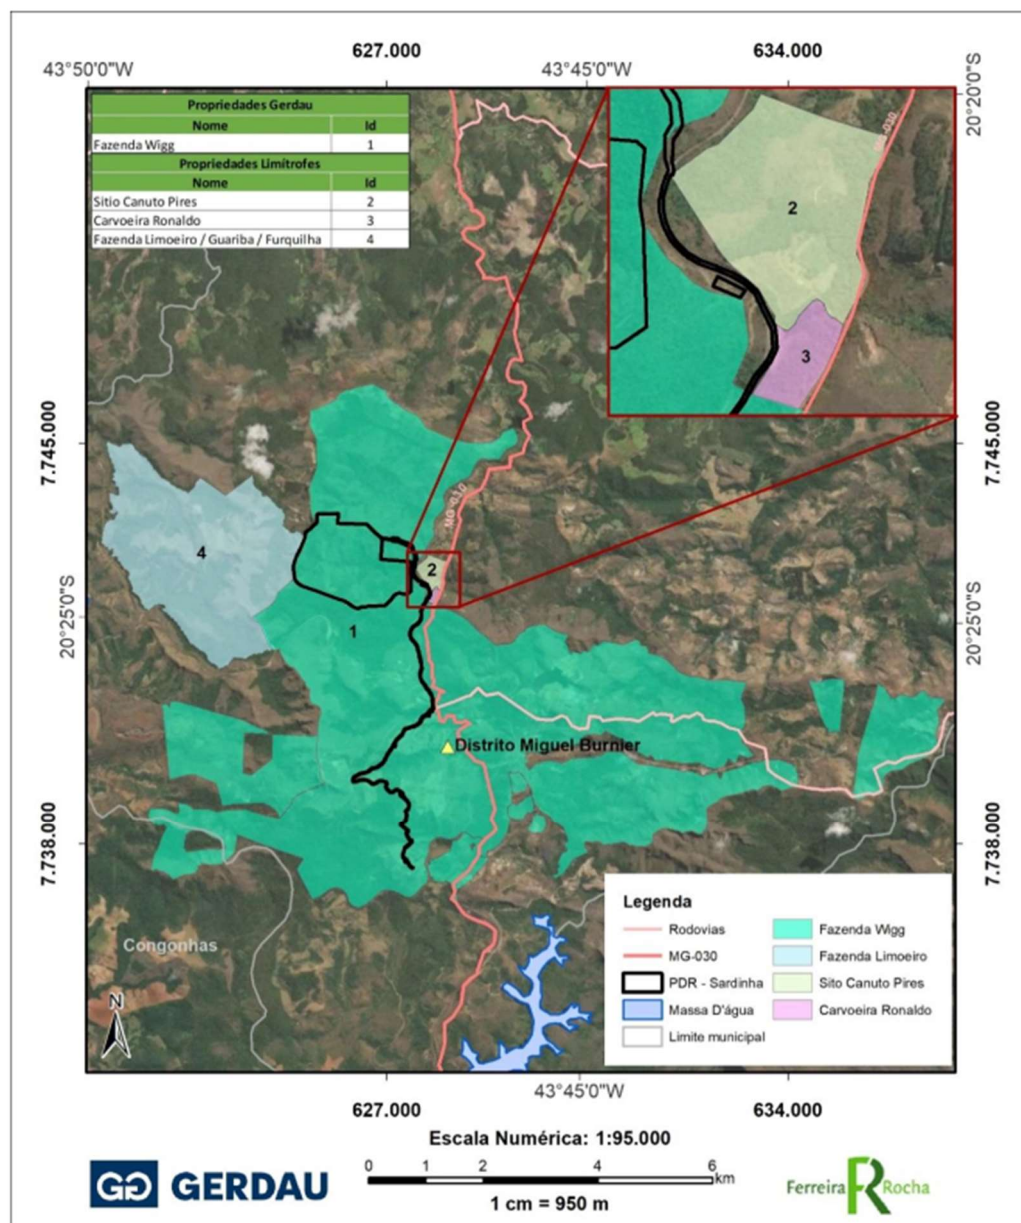 627.000
634.000
43°50'0"W
43°45'0"W
20°20'0"S
Propriedades Gerdau
Nome Id
Fazenda Wigg 1
Propriedades Limítrofes
Nome Id
Sitio Canuto Pires 2
Carvoeira Ronaldo 3
Fazenda Limoeiro / Guariba / Furquilha 4
2
3
7.745.000
7.745.000
MG-030
4
2
1
20°25'0"S
20°25'0"S
Distrito Miguel Burnier
7.738.000
7.738.000
Congonhas
N
Legenda
Rodovias
MG-030
PDR - Sardinha
Massa D'água
Limite municipal
Fazenda Wigg
Fazenda Limoeiro
Sito Canuto Pires
Carvoeira Ronaldo
43°45'0"W
627.000
634.000
Escala Numérica: 1:95.000
0 1 2 4 6 km
1 cm = 950 m
GERDAU
Ferreira Rocha